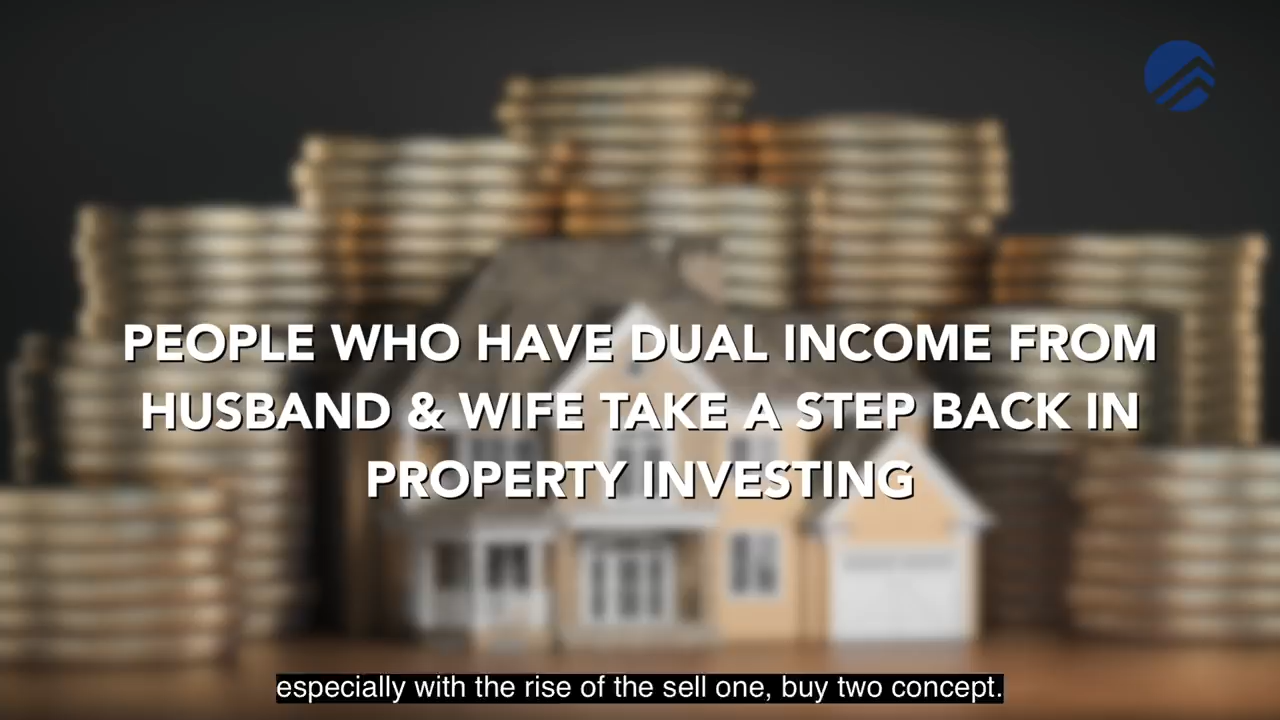 PEOPLE WHO HAVE DUAL INCOME FROM
HUSBAND & WIFE TAKE A STEP BACK IN
PROPERTY INVESTING
especially with the rise of the sell one, buy two concept.